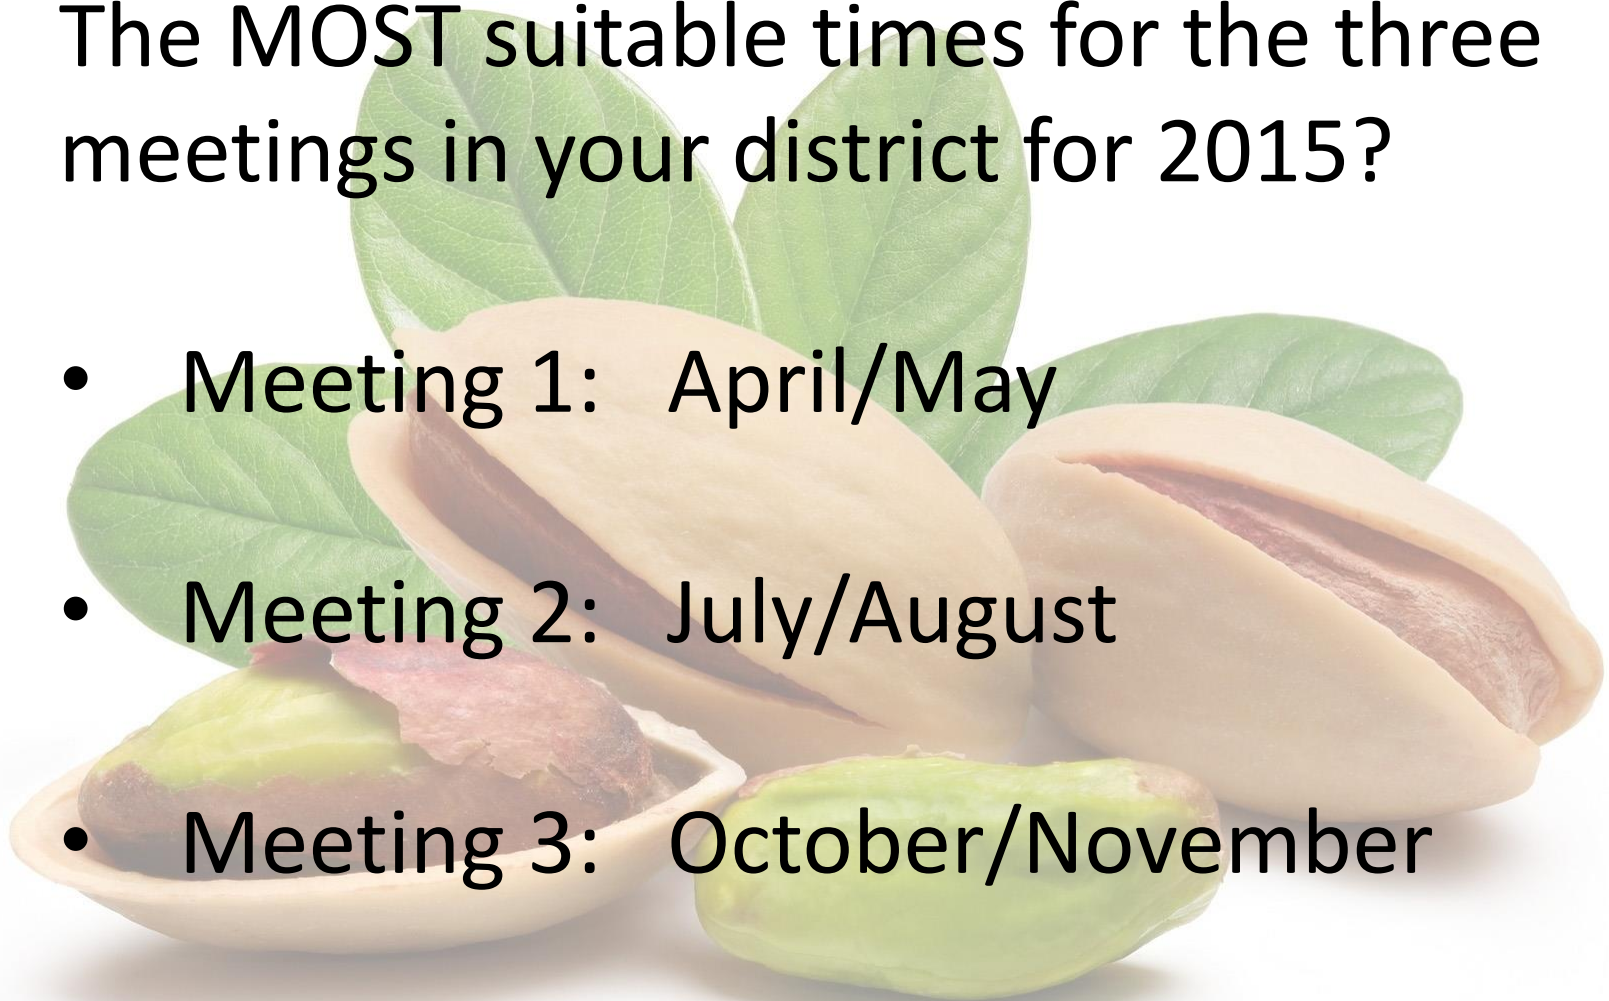 The MOST suitable times for the three
meetings in your district for 2015?
• Meeting 1: April/May
• Meeting 2: July/August
• Meeting 3: October/November